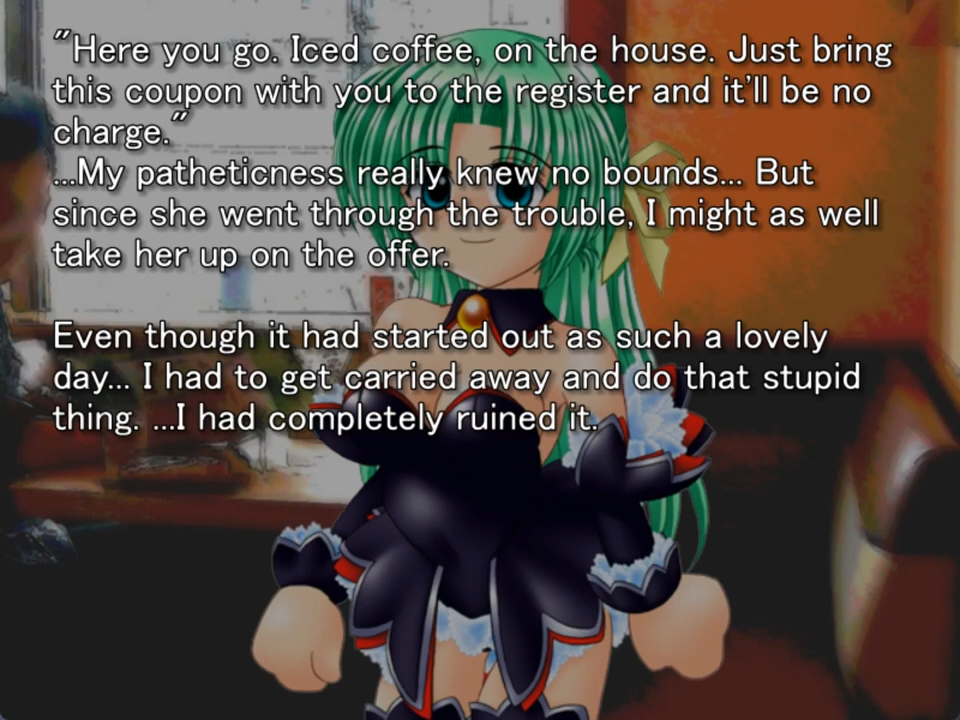 "Here you go. Iced coffee, on the house. Just bring
this coupon with you to the register and it'll be no
charge."
...My patheticness really knew no bounds... But
since she went through the trouble, I might as well
take her up on the offer.
Even though it had started out as such a lovely
day... I had to get carried away and do that stupid
thing. ...I had completely ruined it.